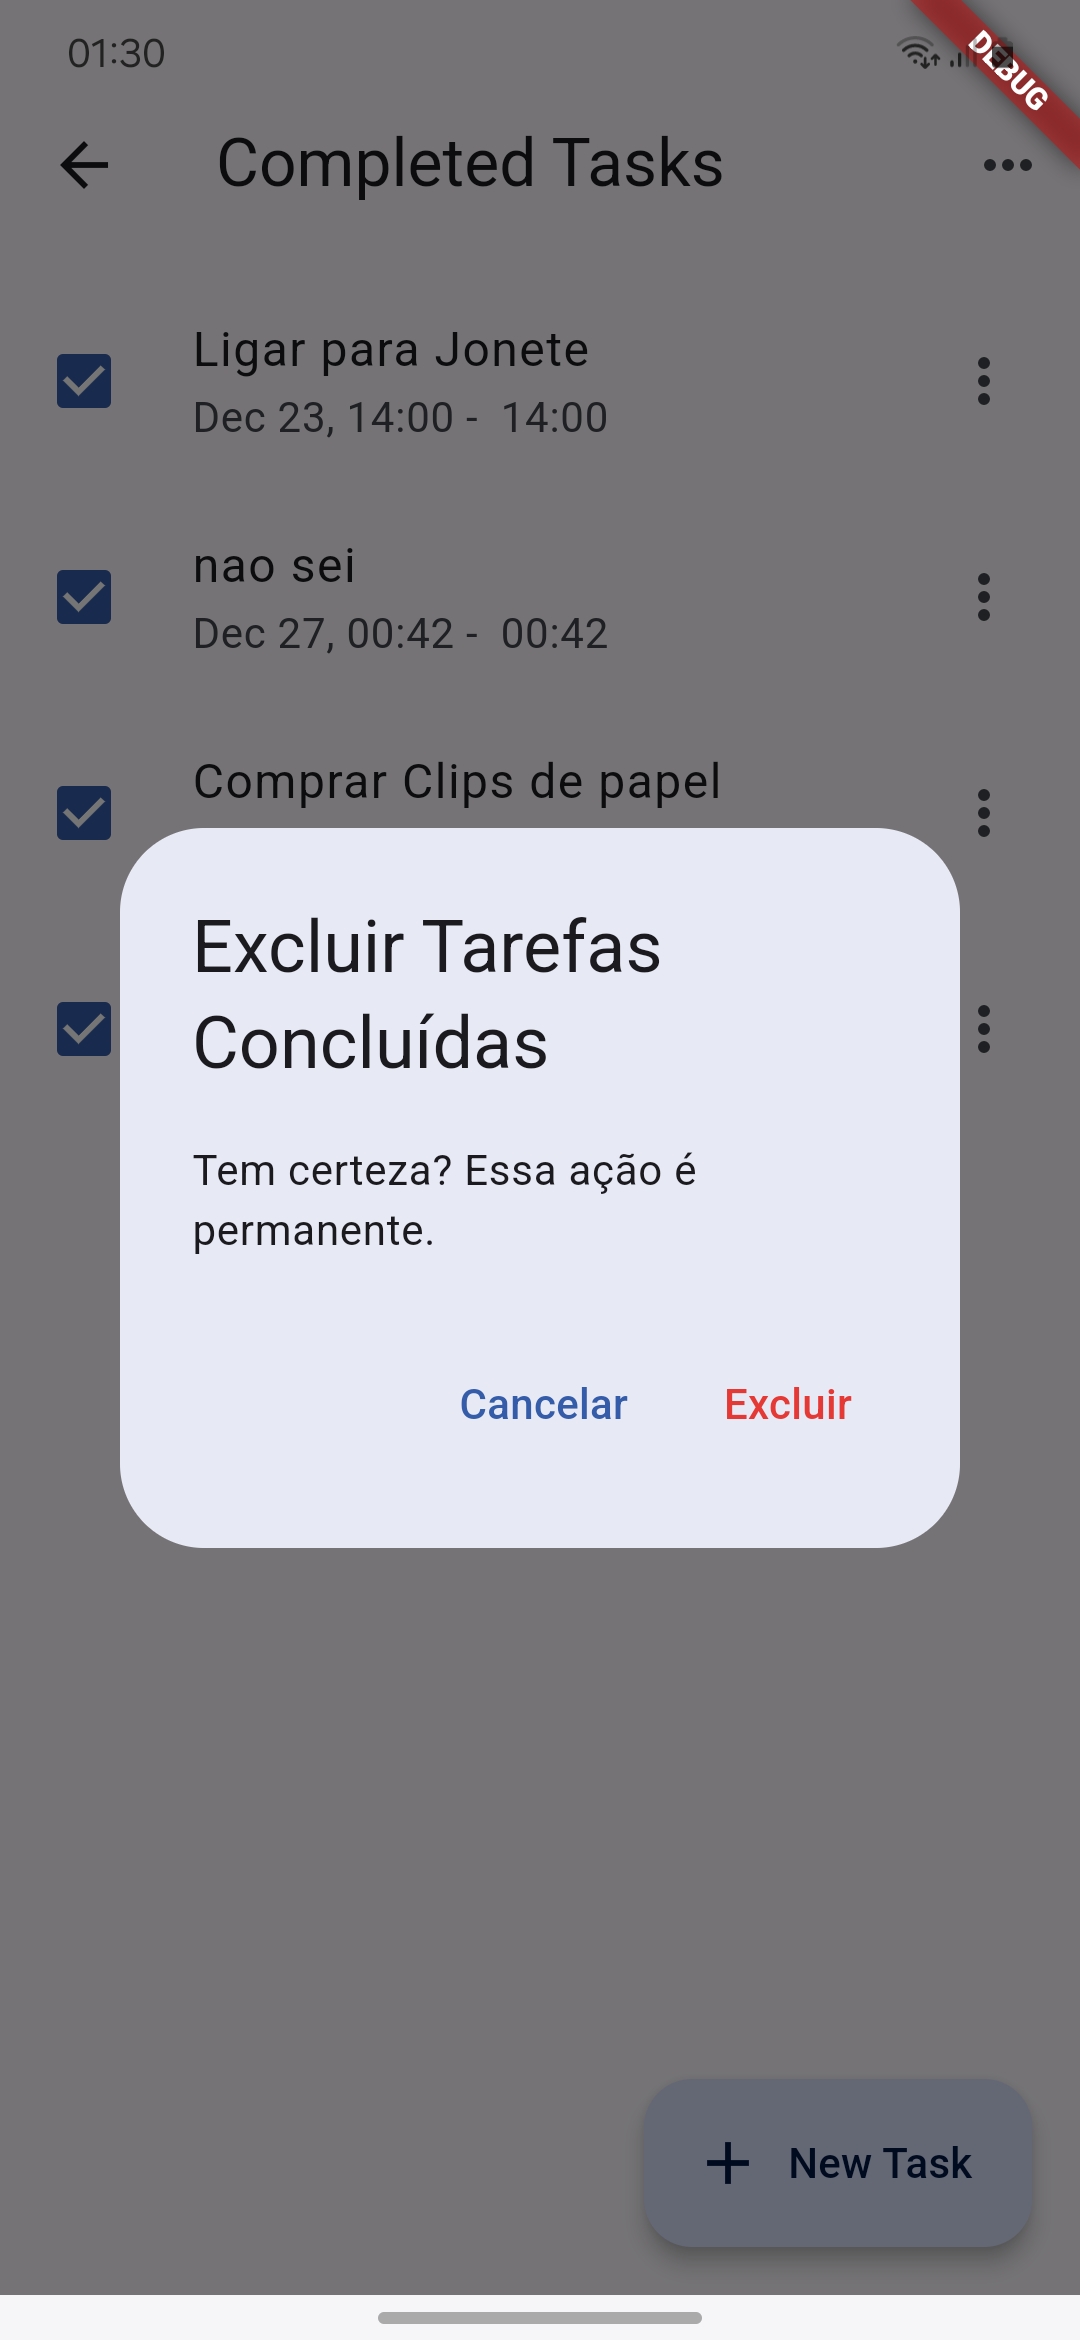 01:30
DEBUG
Completed Tasks
Ligar para Jonete
Dec 23, 14:00 -  14:00
nao sei
Dec 27, 00:42 -  00:42
Comprar Clips de papel
Excluir Tarefas
Concluídas
Tem certeza? Essa ação é
permanente.
Cancelar Excluir
New Task